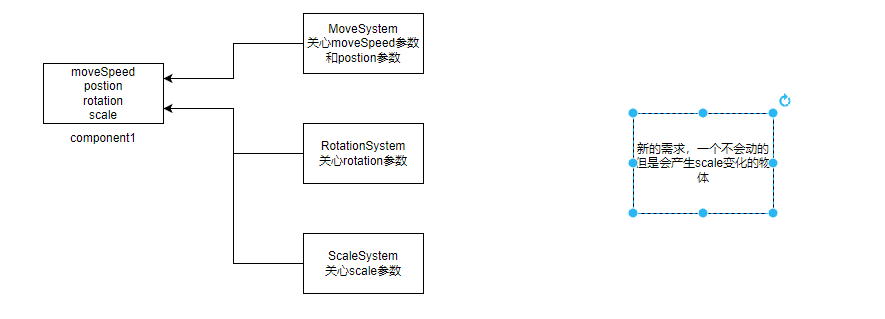 moveSpeed
postion
rotation
scale
component1
MoveSystem
关心moveSpeed参数
和postion参数
RotationSystem
关心rotation参数
ScaleSystem
关心scale参数
新的需求，一个不会动的
但是会产生scale变化的物
体